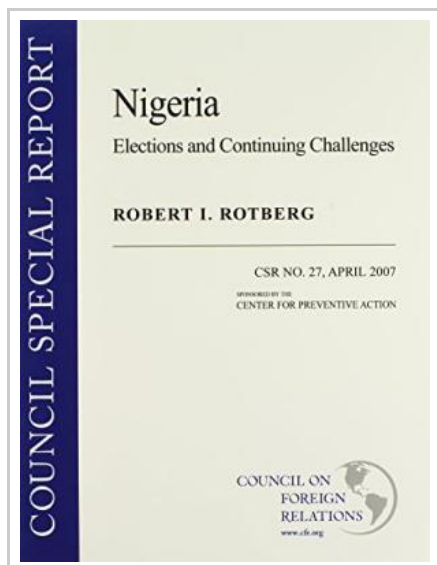 COUNCIL SPECIAL REPORT
Nigeria
Elections and Continuing Challenges
ROBERT I. ROTBERG
CSR NO. 27, APRIL 2007
SPONSORED BY THE
CENTER FOR PREVENTIVE ACTION
COUNCIL ON
FOREIGN
RELATIONS
www.cfr.org